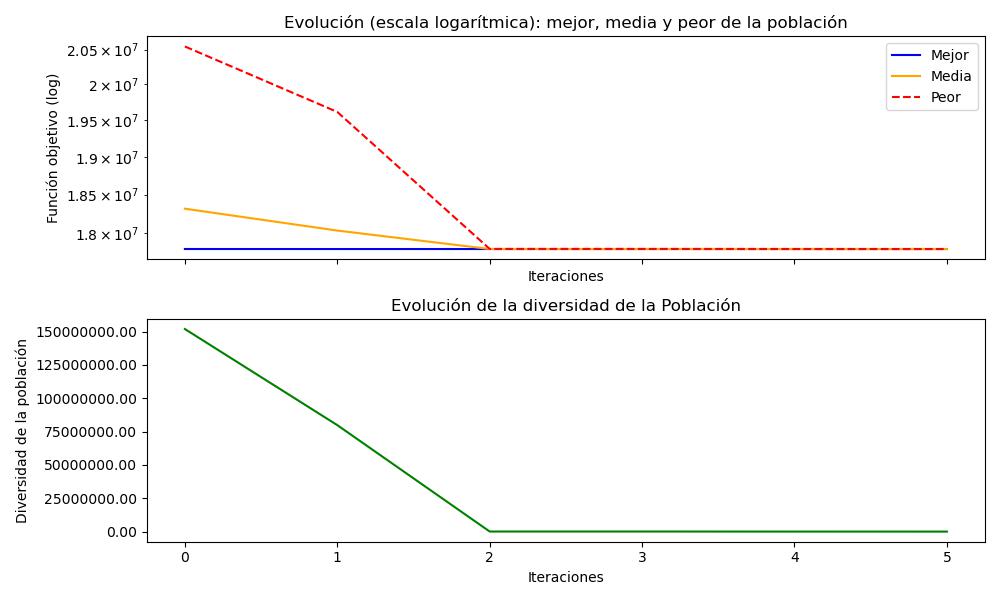 Evolución (escala logarítmica): mejor, media y peor de la población
Función objetivo (log)
2.05 × 10⁷
2 × 10⁷
1.95 × 10⁷
1.9 × 10⁷
1.85 × 10⁷
1.8 × 10⁷
Mejor
Media
Peor
Iteraciones
Evolución de la diversidad de la Población
Diversidad de la población
150000000.00
125000000.00
100000000.00
75000000.00
50000000.00
25000000.00
0.00
0 1 2 3 4 5
Iteraciones